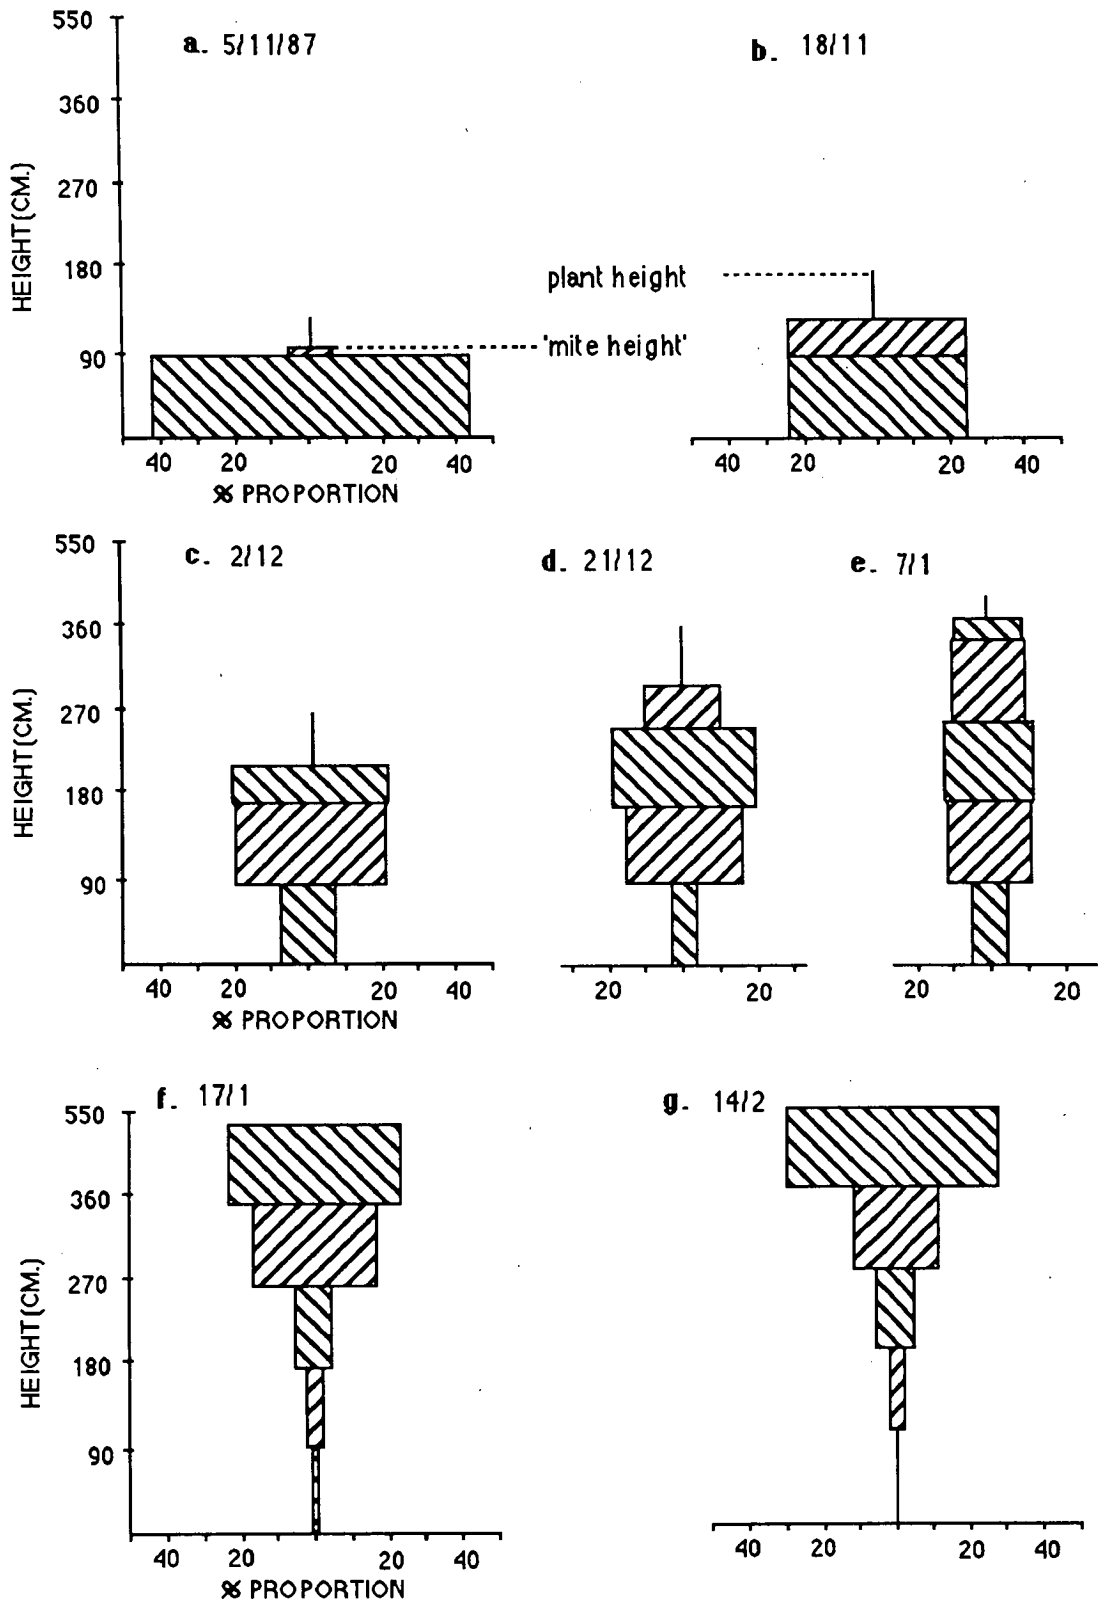 550
a. 5/11/87
b. 18/11
360
270
HEIGHT(CM.)
180
plant height
'mite height'
90
40 20 20 40
40 20 20 40
% PROPORTION
550
c. 2/12
d. 21/12
e. 7/1
360
270
HEIGHT(CM.)
180
90
40 20 20 40
20 20
20 20
% PROPORTION
550
f. 17/1
g. 14/2
360
270
HEIGHT(CM.)
180
90
40 20 20 40
40 20 20 40
% PROPORTION